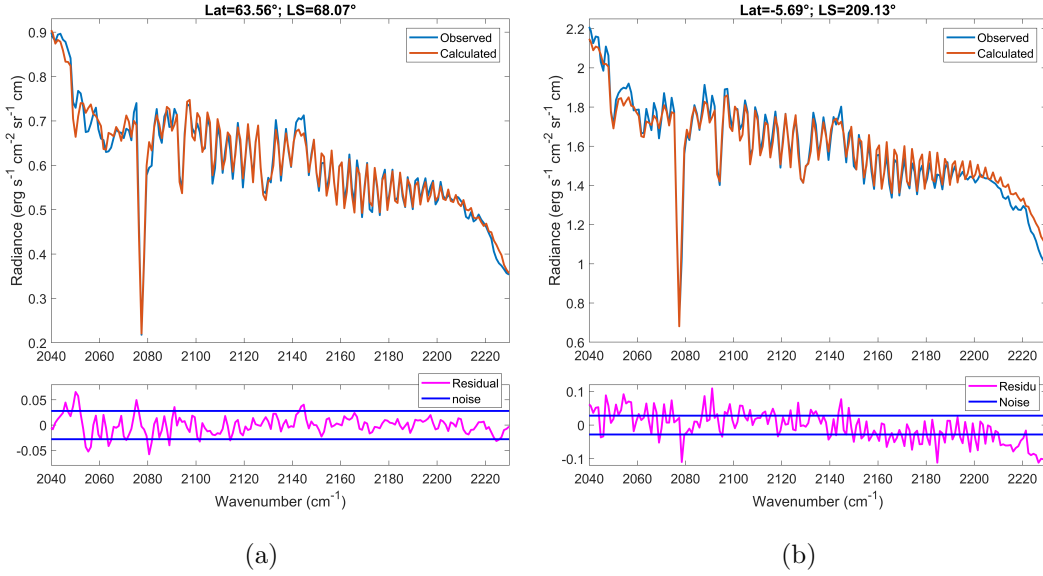 Lat=63.56°; LS=68.07°
Observed
Calculated
Radiance (erg s-1 cm-2 sr-1 cm)
0.9
0.8
0.7
0.6
0.5
0.4
0.3
0.2
2040 2060 2080 2100 2120 2140 2160 2180 2200 2220
Residual
noise
0.05
0
-0.05
2040 2060 2080 2100 2120 2140 2160 2180 2200 2220
Wavenumber (cm-1)
(a)
Lat=-5.69°; LS=209.13°
Observed
Calculated
Radiance (erg s-1 cm-2 sr-1 cm)
2.2
2
1.8
1.6
1.4
1.2
1
0.8
0.6
2040 2060 2080 2100 2120 2140 2160 2180 2200 2220
Residu
Noise
0.1
0
-0.1
2040 2060 2080 2100 2120 2140 2160 2180 2200 2220
Wavenumber (cm-1)
(b)